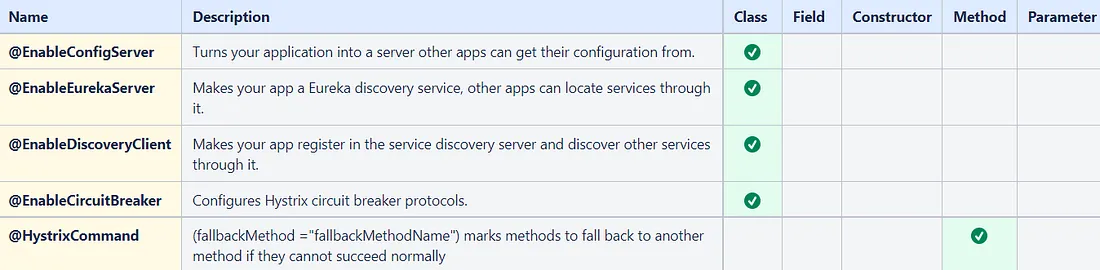 Name Description Class Field Constructor Method Parameter
@EnableConfigServer Turns your application into a server other apps can get their configuration from.
@EnableEurekaServer Makes your app a Eureka discovery service, other apps can locate services through
it.
@EnableDiscoveryClient Makes your app register in the service discovery server and discover other services
through it.
@EnableCircuitBreaker Configures Hystrix circuit breaker protocols.
@HystrixCommand (fallbackMethod ="fallbackMethodName") marks methods to fall back to another
method if they cannot succeed normally